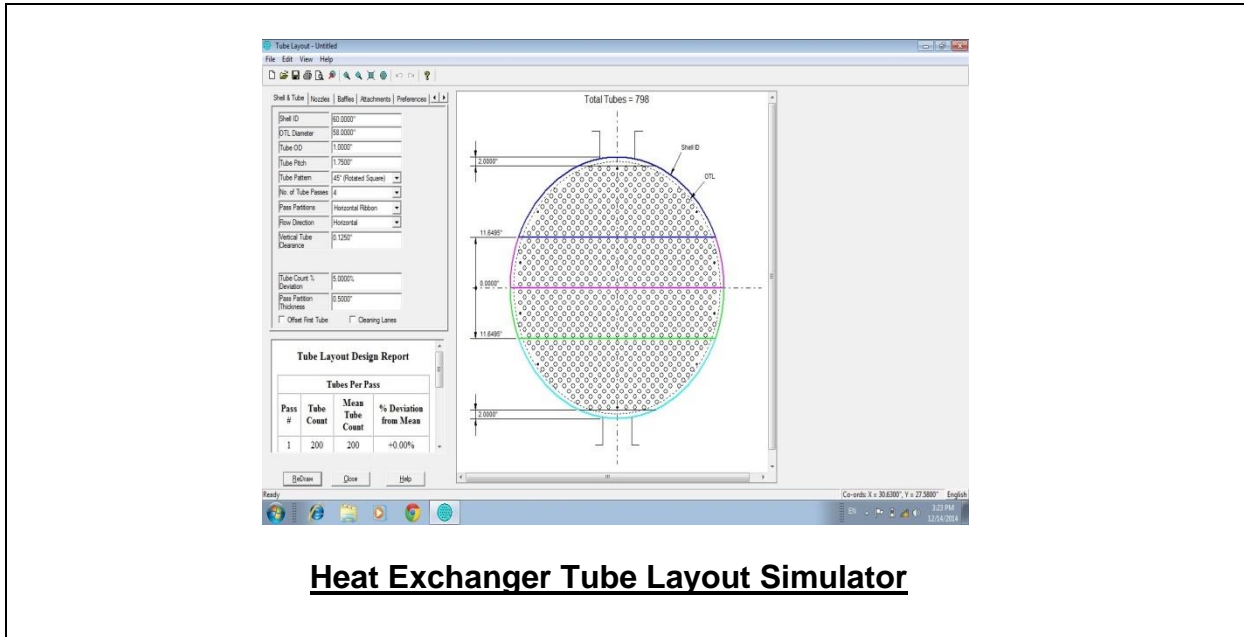 Tube Layout - Untitled
File Edit View Help
Shell & Tube Nozzles Baffles Attachments Preferences
Shell ID 60.0000"
OTL Diameter 58.0000"
Tube OD 1.0000"
Tube Pitch 1.7500"
Tube Pattern 45° (Rotated Square)
No. of Tube Passes 4
Pass Partitions Horizontal Ribbon
Flow Direction Horizontal
Vertical Tube 0.1250"
Clearance
Tube Count % 5.0000%
Deviation
Pass Partition 0.5000"
Thickness
Offset First Tube Cleaning Lanes
Tube Layout Design Report
Tubes Per Pass
Pass # Tube Count Mean Tube Count % Deviation from Mean
1 200 200 +0.00%
ReDraw Close Help
Total Tubes = 798
Shell ID
2.0000"
OTL
11.6495"
0.0000"
11.6495"
2.0000"
Ready Co-ords: X = 30.6300", Y = 27.5800" English
EN 3:23 PM
12/14/2014
Heat Exchanger Tube Layout Simulator